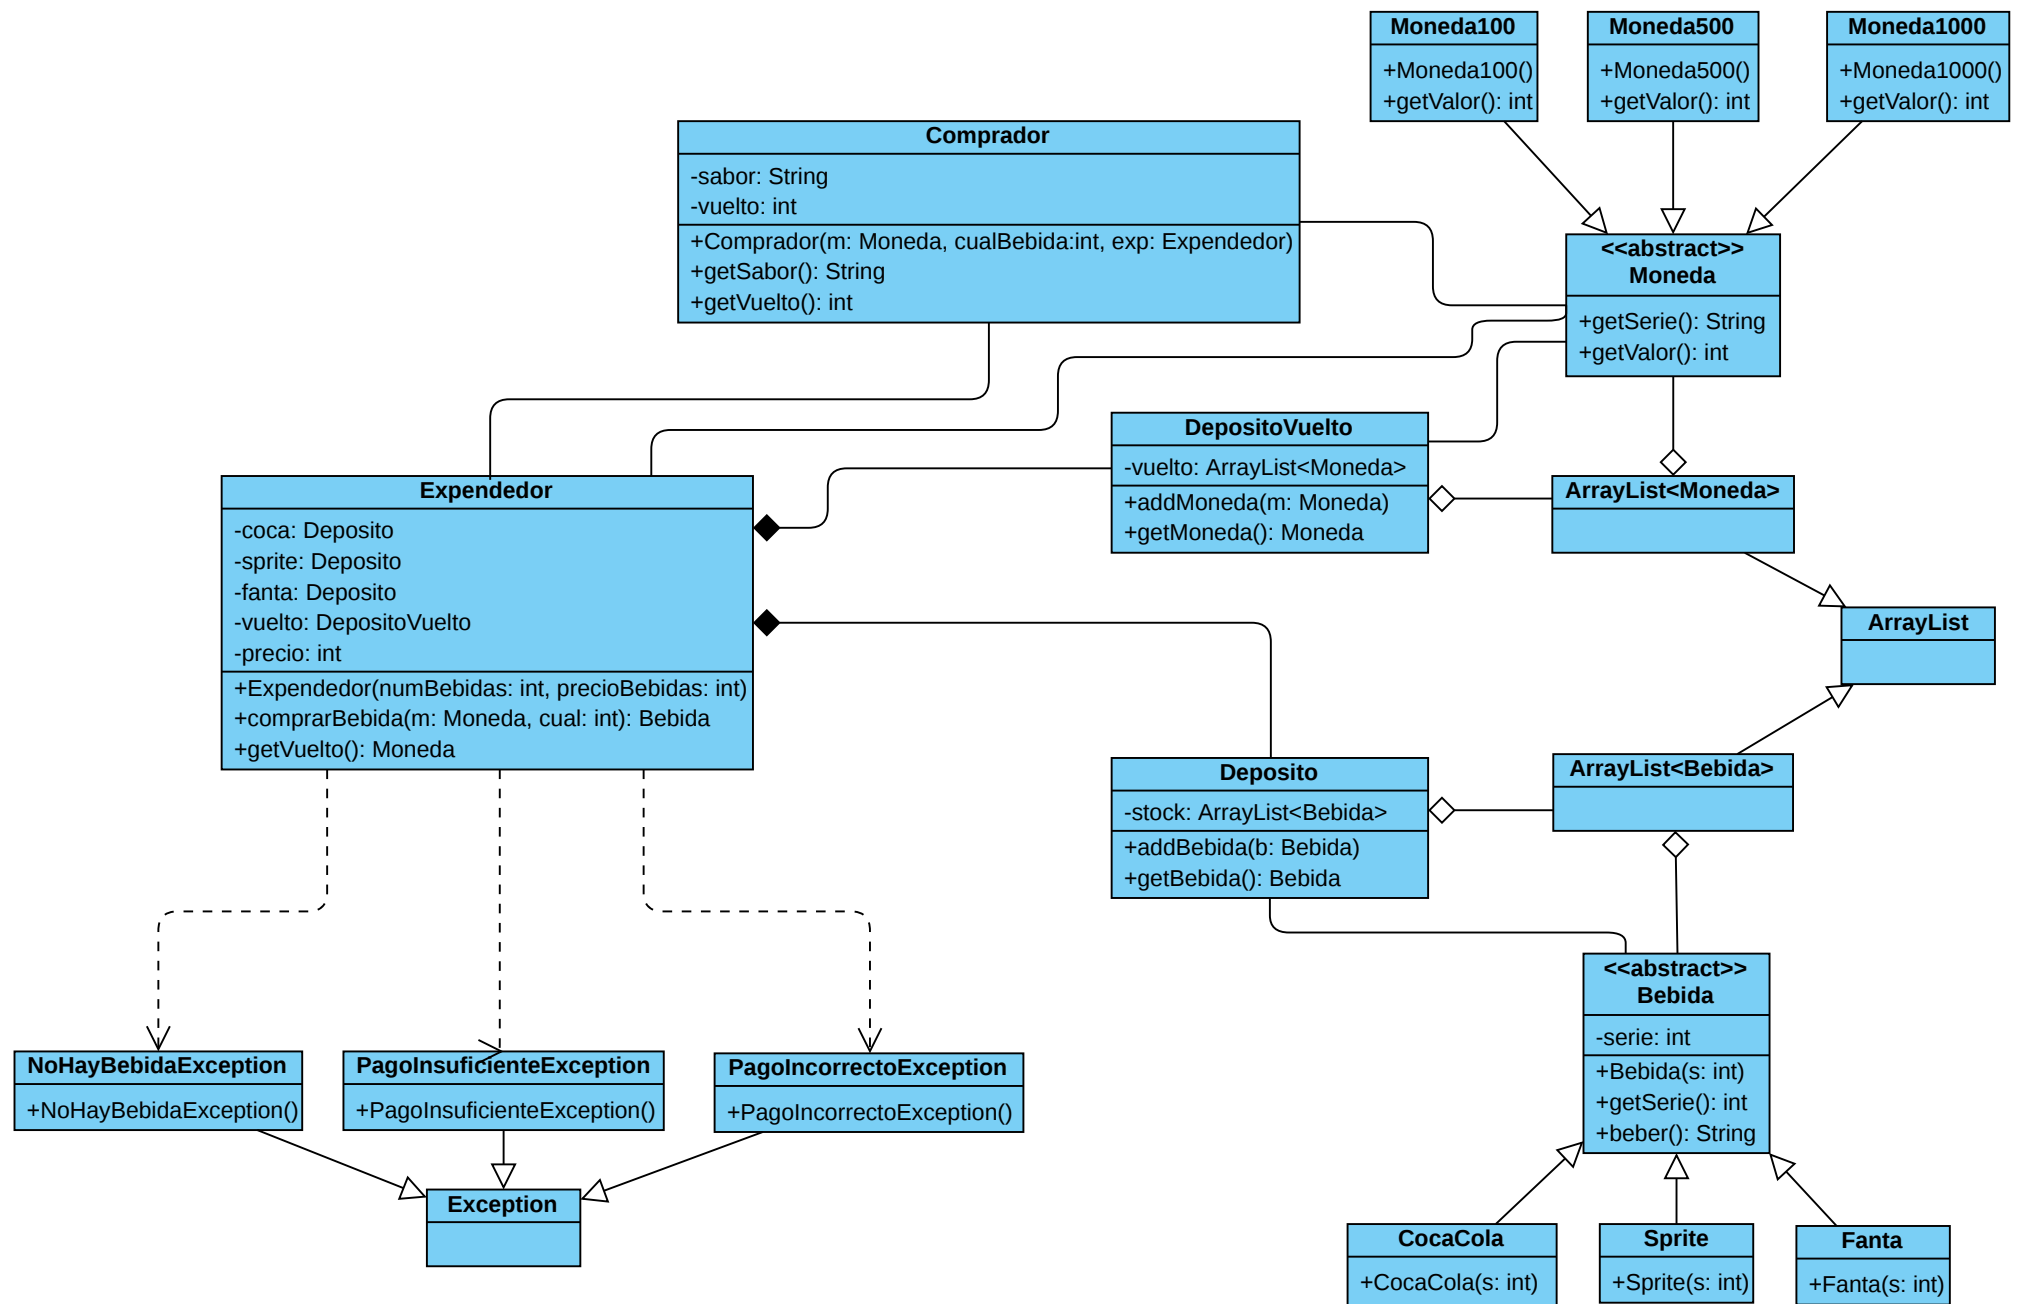 Moneda100
+Moneda100()
+getValor(): int
Moneda500
+Moneda500()
+getValor(): int
Moneda1000
+Moneda1000()
+getValor(): int
Comprador
-sabor: String
-vuelto: int
+Comprador(m: Moneda, cualBebida:int, exp: Expendedor)
+getSabor(): String
+getVuelto(): int
<<abstract>>
Moneda
+getSerie(): String
+getValor(): int
DepositoVuelto
-vuelto: ArrayList<Moneda>
+addMoneda(m: Moneda)
+getMoneda(): Moneda
ArrayList<Moneda>
Expendedor
-coca: Deposito
-sprite: Deposito
-fanta: Deposito
-vuelto: DepositoVuelto
-precio: int
+Expendedor(numBebidas: int, precioBebidas: int)
+comprarBebida(m: Moneda, cual: int): Bebida
+getVuelto(): Moneda
ArrayList
Deposito
-stock: ArrayList<Bebida>
+addBebida(b: Bebida)
+getBebida(): Bebida
ArrayList<Bebida>
<<abstract>>
Bebida
-serie: int
+Bebida(s: int)
+getSerie(): int
+beber(): String
NoHayBebidaException
+NoHayBebidaException()
PagoInsuficienteException
+PagoInsuficienteException()
PagoIncorrectoException
+PagoIncorrectoException()
Exception
CocaCola
+CocaCola(s: int)
Sprite
+Sprite(s: int)
Fanta
+Fanta(s: int)